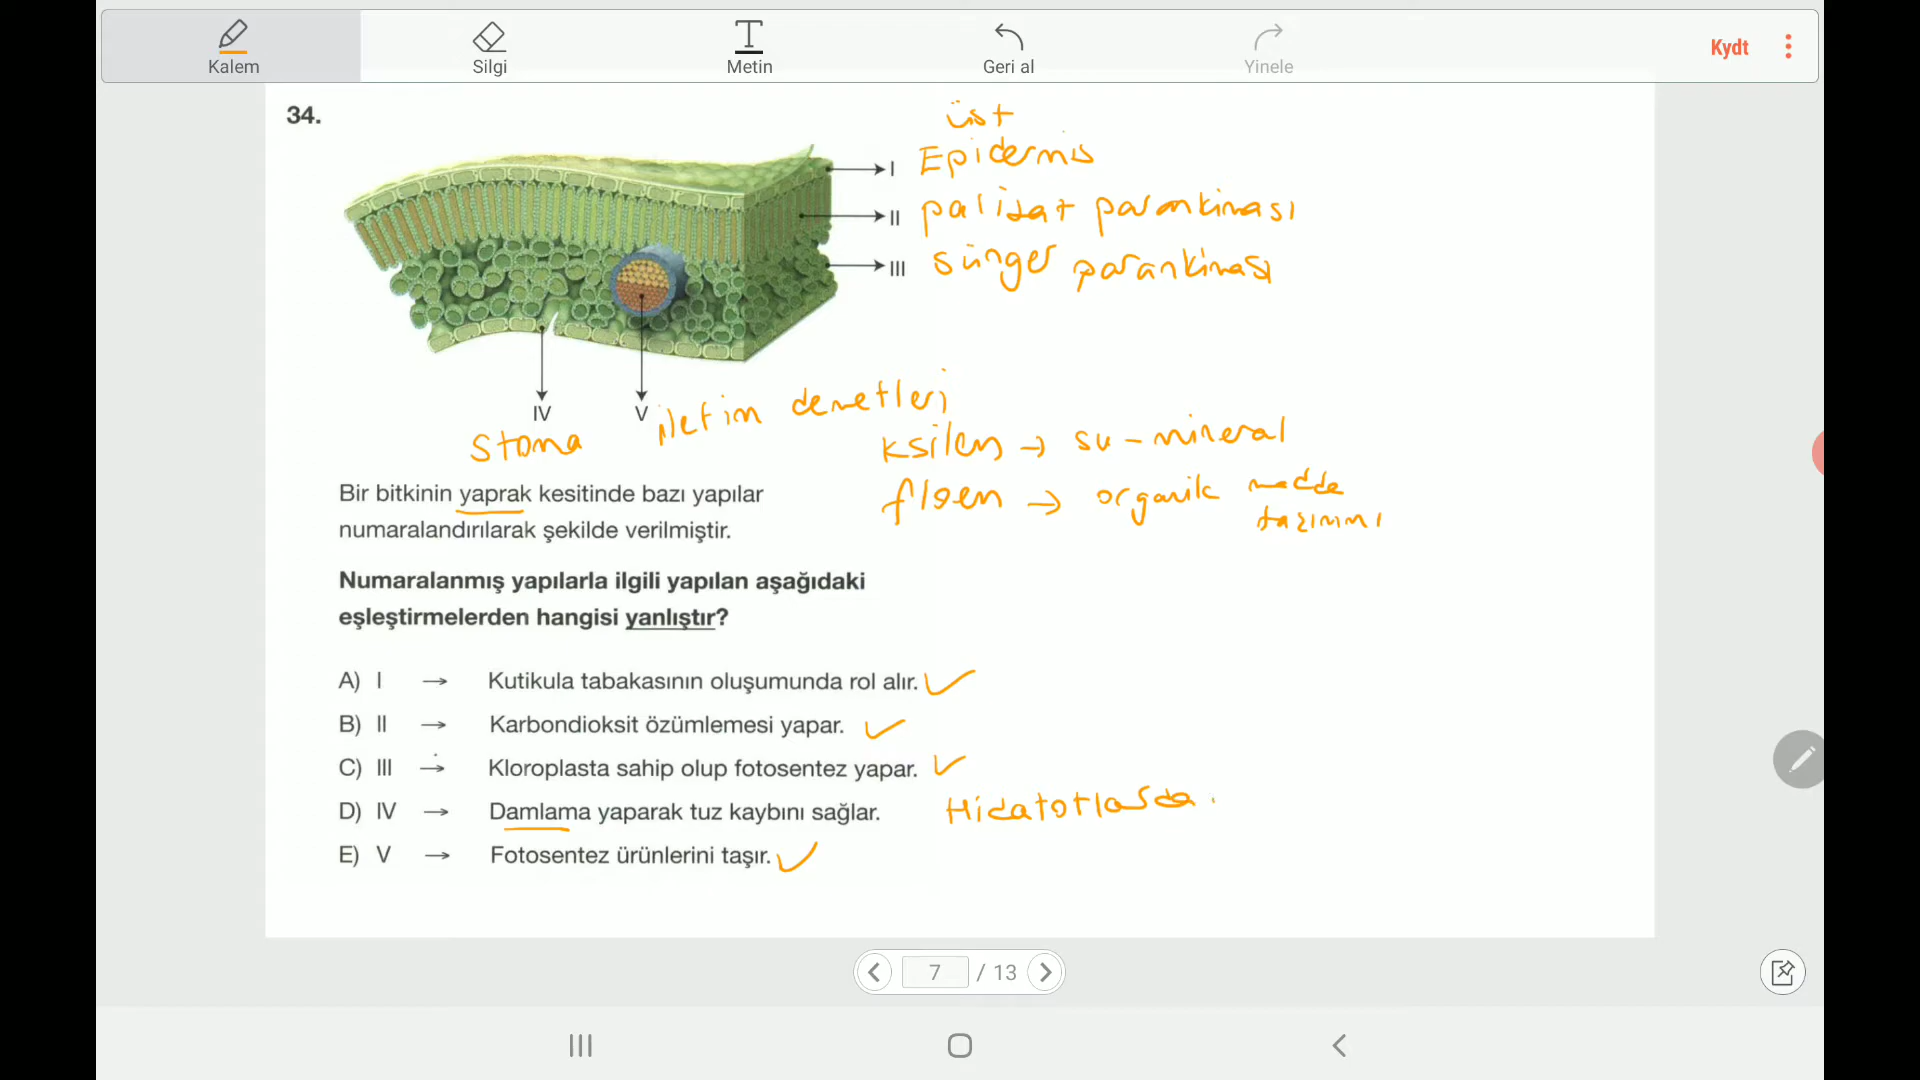 Kalem
Silgi
Metin
Geri al
Yinele
Kydt
34.
üst
I Epidermis
II palizat parankiması
III sünger parankiması
IV
V iletim demetleri
Stoma
ksilem → su - mineral
floem → organik madde
taşınımı
Bir bitkinin yaprak kesitinde bazı yapılar
numaralandırılarak şekilde verilmiştir.
Numaralanmış yapılarla ilgili yapılan aşağıdaki
eşleştirmelerden hangisi yanlıştır?
A) I → Kutikula tabakasının oluşumunda rol alır.
B) II → Karbondioksit özümlemesi yapar.
C) III → Kloroplasta sahip olup fotosentez yapar.
D) IV → Damlama yaparak tuz kaybını sağlar. Hidatotlarda.
E) V → Fotosentez ürünlerini taşır.
7 / 13